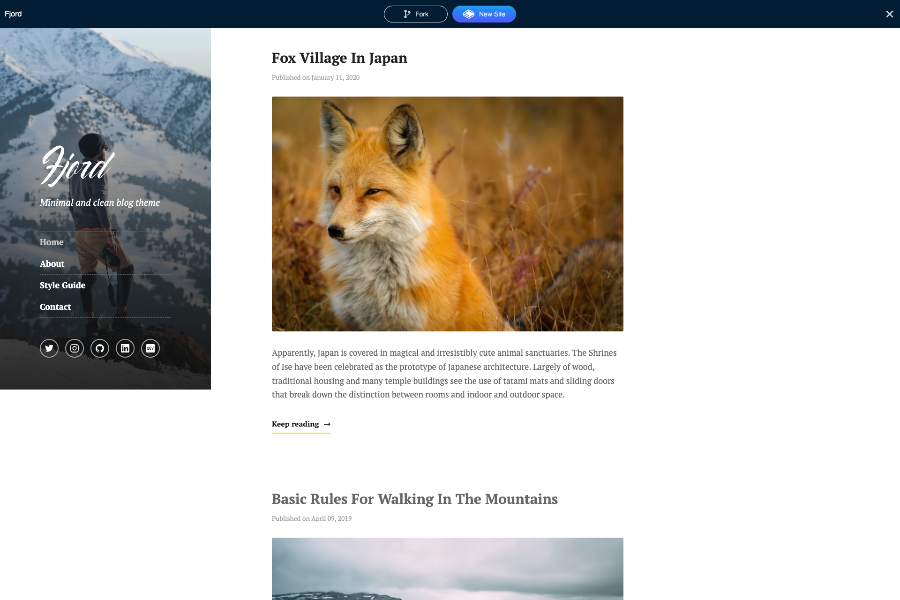 Fjord
Fork
New Site
Fjord
Minimal and clean blog theme
Home
About
Style Guide
Contact
Fox Village In Japan
Published on January 11, 2020
Apparently, Japan is covered in magical and irresistibly cute animal sanctuaries. The Shrines
of Ise have been celebrated as the prototype of Japanese architecture. Largely of wood,
traditional housing and many temple buildings see the use of tatami mats and sliding doors
that break down the distinction between rooms and indoor and outdoor space.
Keep reading →
Basic Rules For Walking In The Mountains
Published on April 09, 2019